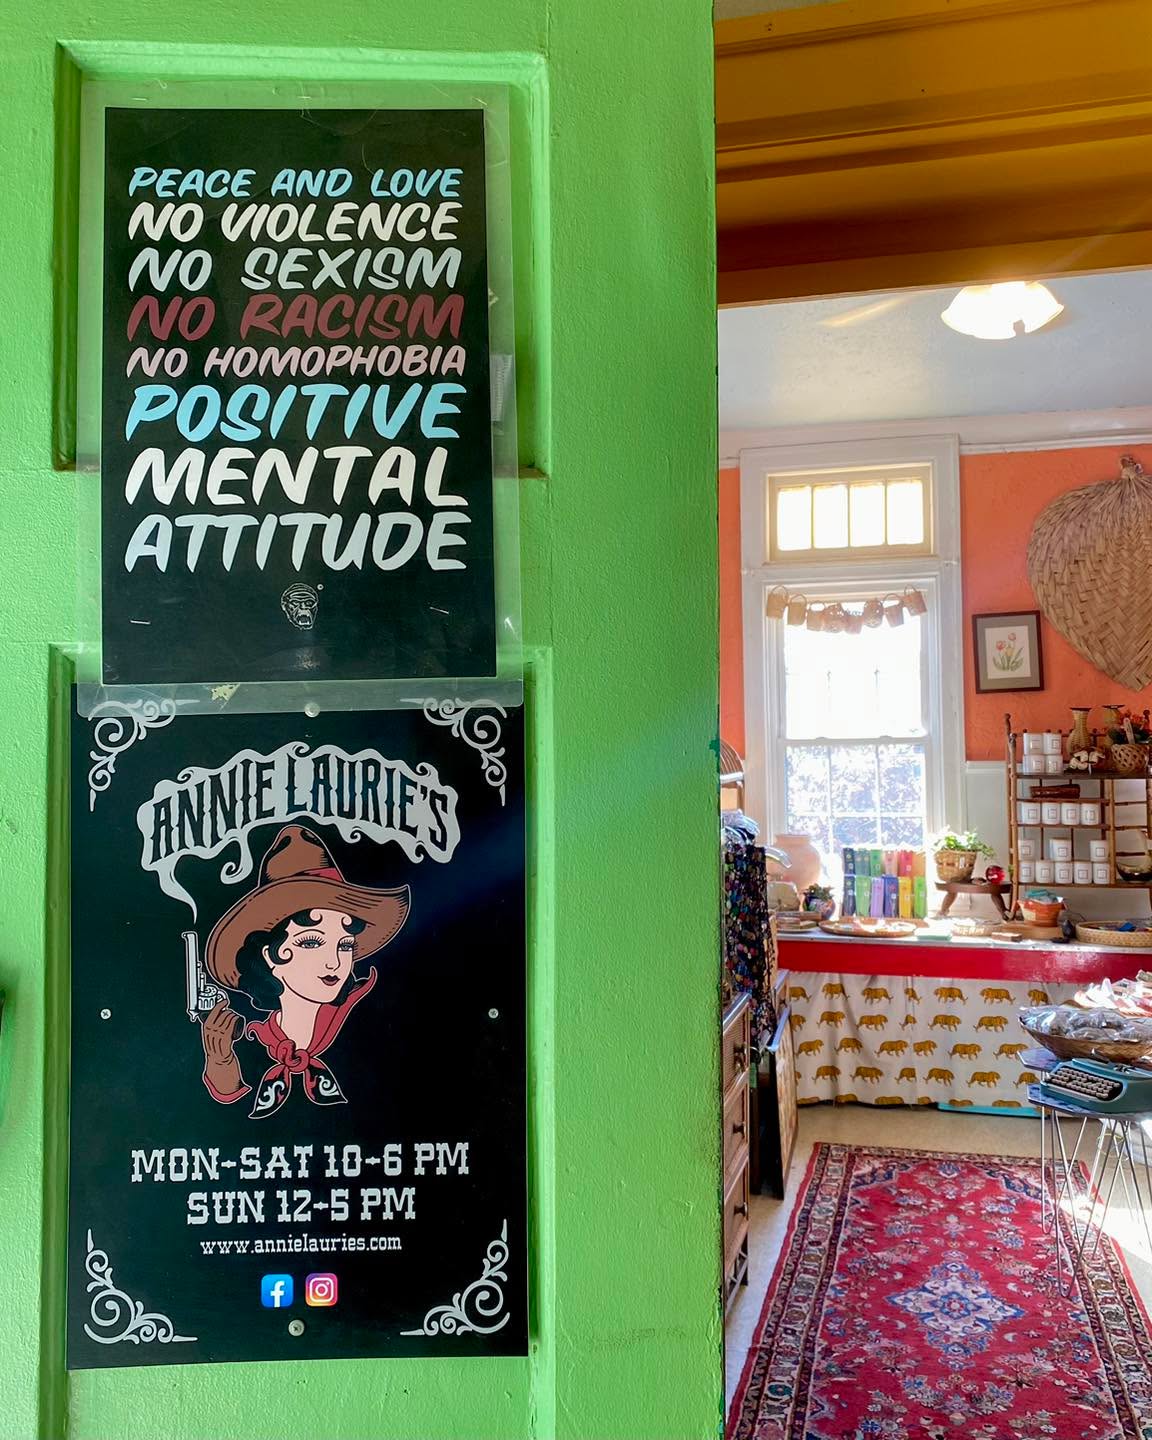 PEACE AND LOVE
NO VIOLENCE
NO SEXISM
NO RACISM
NO HOMOPHOBIA
POSITIVE
MENTAL
ATTITUDE
ANNIE LAURIE'S
MON-SAT 10-6 PM
SUN 12-5 PM
www.annielauries.com